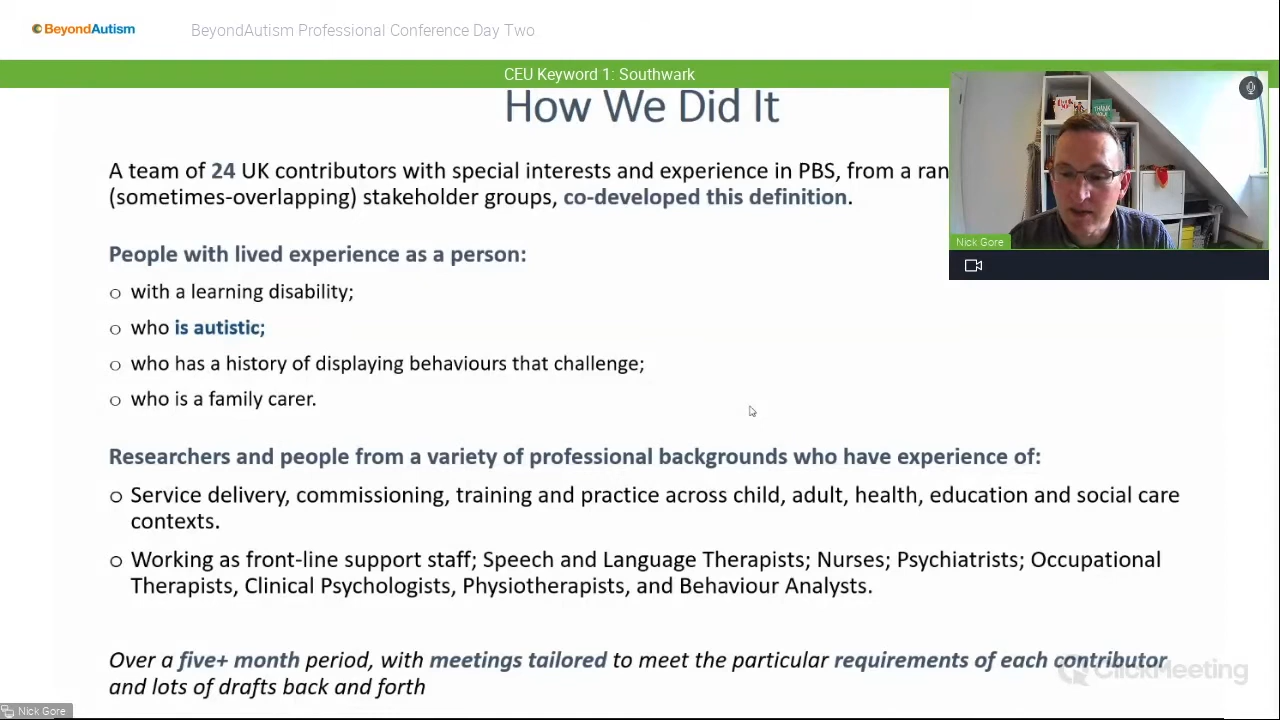 BeyondAutism
BeyondAutism Professional Conference Day Two
CEU Keyword 1: Southwark
How We Did It
A team of 24 UK contributors with special interests and experience in PBS, from a ran
(sometimes-overlapping) stakeholder groups, co-developed this definition.
People with lived experience as a person:
o with a learning disability;
o who is autistic;
o who has a history of displaying behaviours that challenge;
o who is a family carer.
Researchers and people from a variety of professional backgrounds who have experience of:
o Service delivery, commissioning, training and practice across child, adult, health, education and social care
contexts.
o Working as front-line support staff; Speech and Language Therapists; Nurses; Psychiatrists; Occupational
Therapists, Clinical Psychologists, Physiotherapists, and Behaviour Analysts.
Over a five+ month period, with meetings tailored to meet the particular requirements of each contributor
and lots of drafts back and forth
Nick Gore
ClickMeeting
Nick Gore